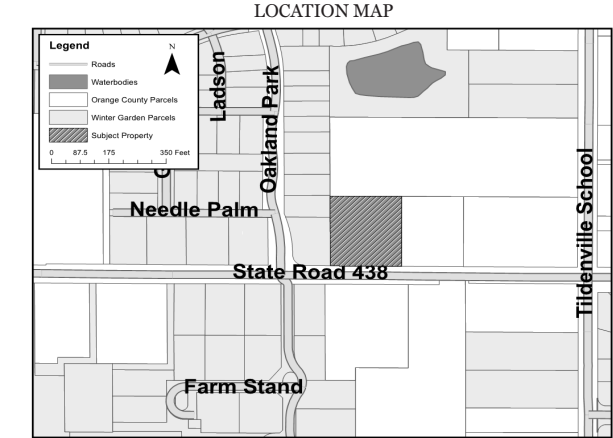 LOCATION MAP
Legend
N
Roads
Waterbodies
Orange County Parcels
Winter Garden Parcels
Subject Property
0 87.5 175 350 Feet
Ladson
Oakland Park
Needle Palm
State Road 438
Tildenville School
Farm Stand